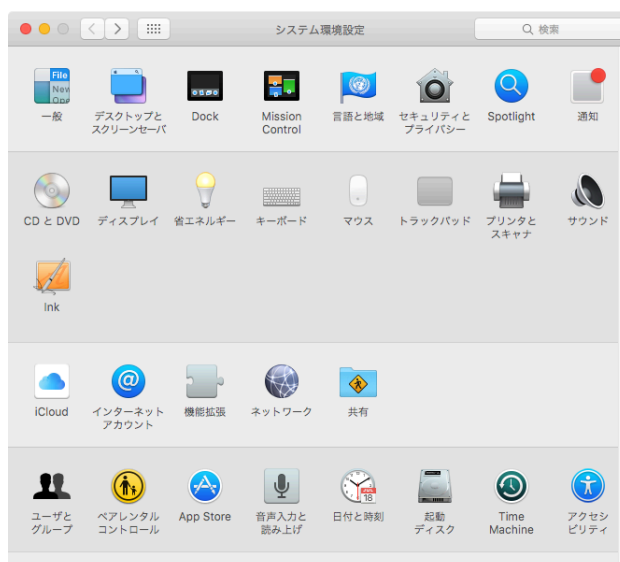 システム環境設定
検索
File
New
Ope
一般
デスクトップと
スクリーンセーバ
Dock
Mission
Control
言語と地域
セキュリティと
プライバシー
Spotlight
通知
CD と DVD
ディスプレイ
省エネルギー
キーボード
マウス
トラックパッド
プリンタと
スキャナ
サウンド
Ink
iCloud
インターネット
アカウント
機能拡張
ネットワーク
共有
ユーザと
グループ
ペアレンタル
コントロール
App Store
音声入力と
読み上げ
日付と時刻
18
起動
ディスク
Time
Machine
アクセシ
ビリティ